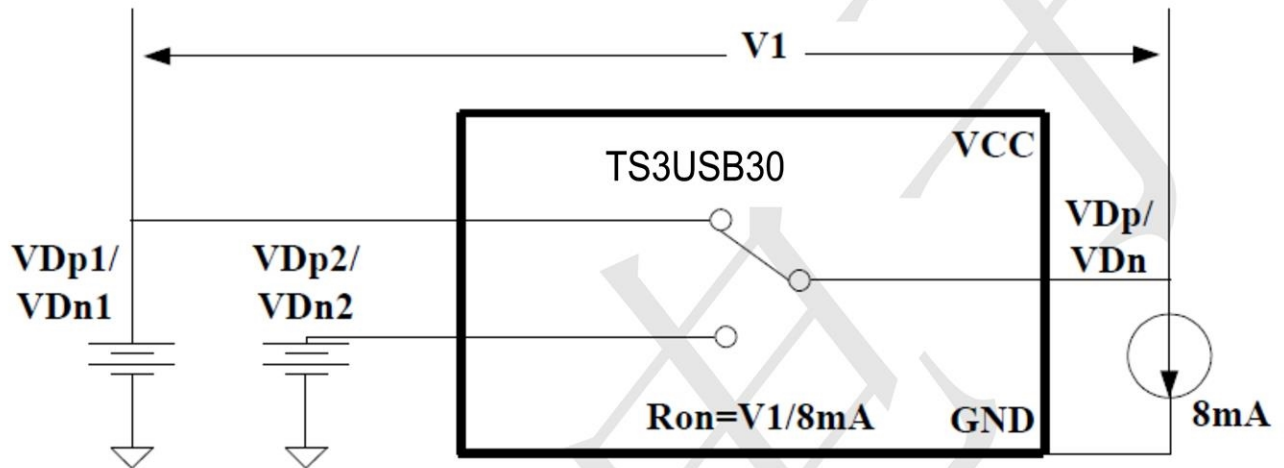 V1
VCC
TS3USB30
VDp/
VDn
VDp1/
VDn1
VDp2/
VDn2
Ron=V1/8mA
GND
8mA